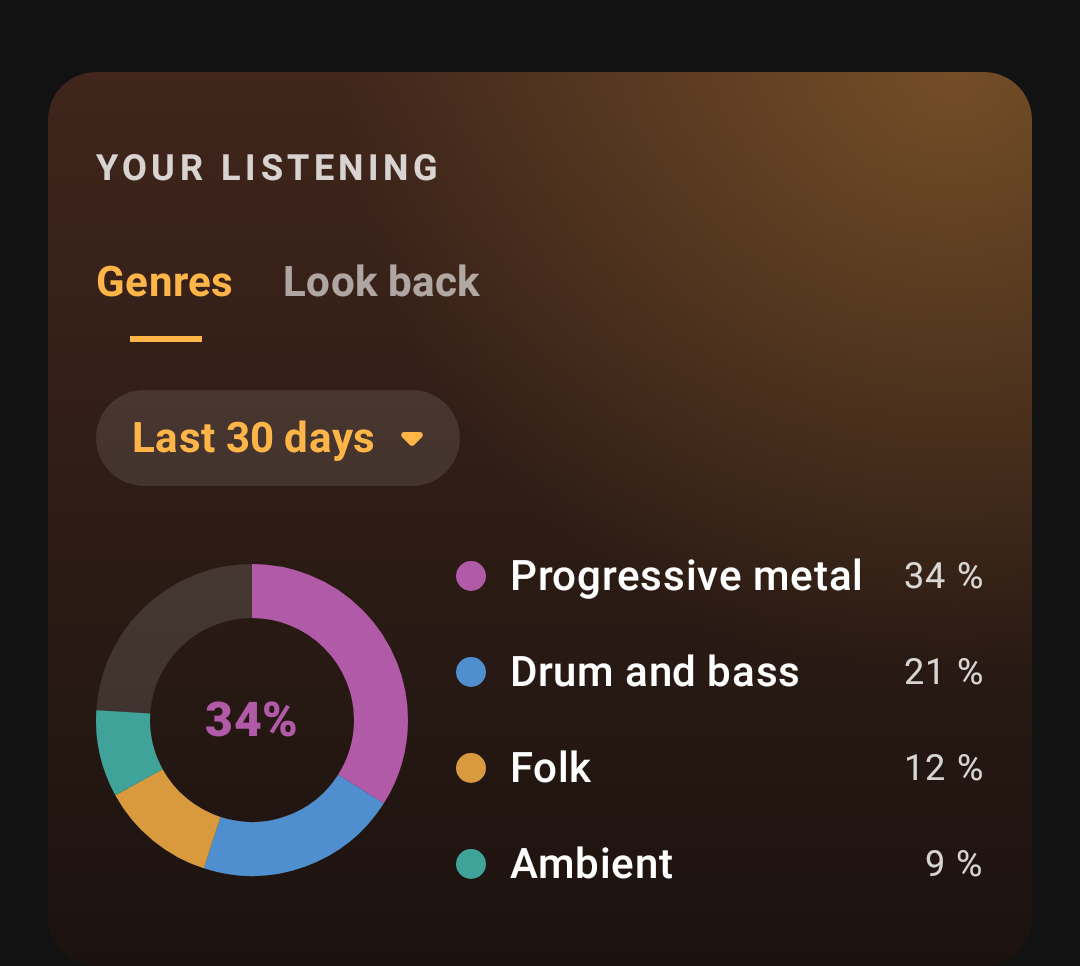 YOUR LISTENING
Genres Look back
Last 30 days
Progressive metal 34 %
Drum and bass 21 %
34%
Folk 12 %
Ambient 9 %